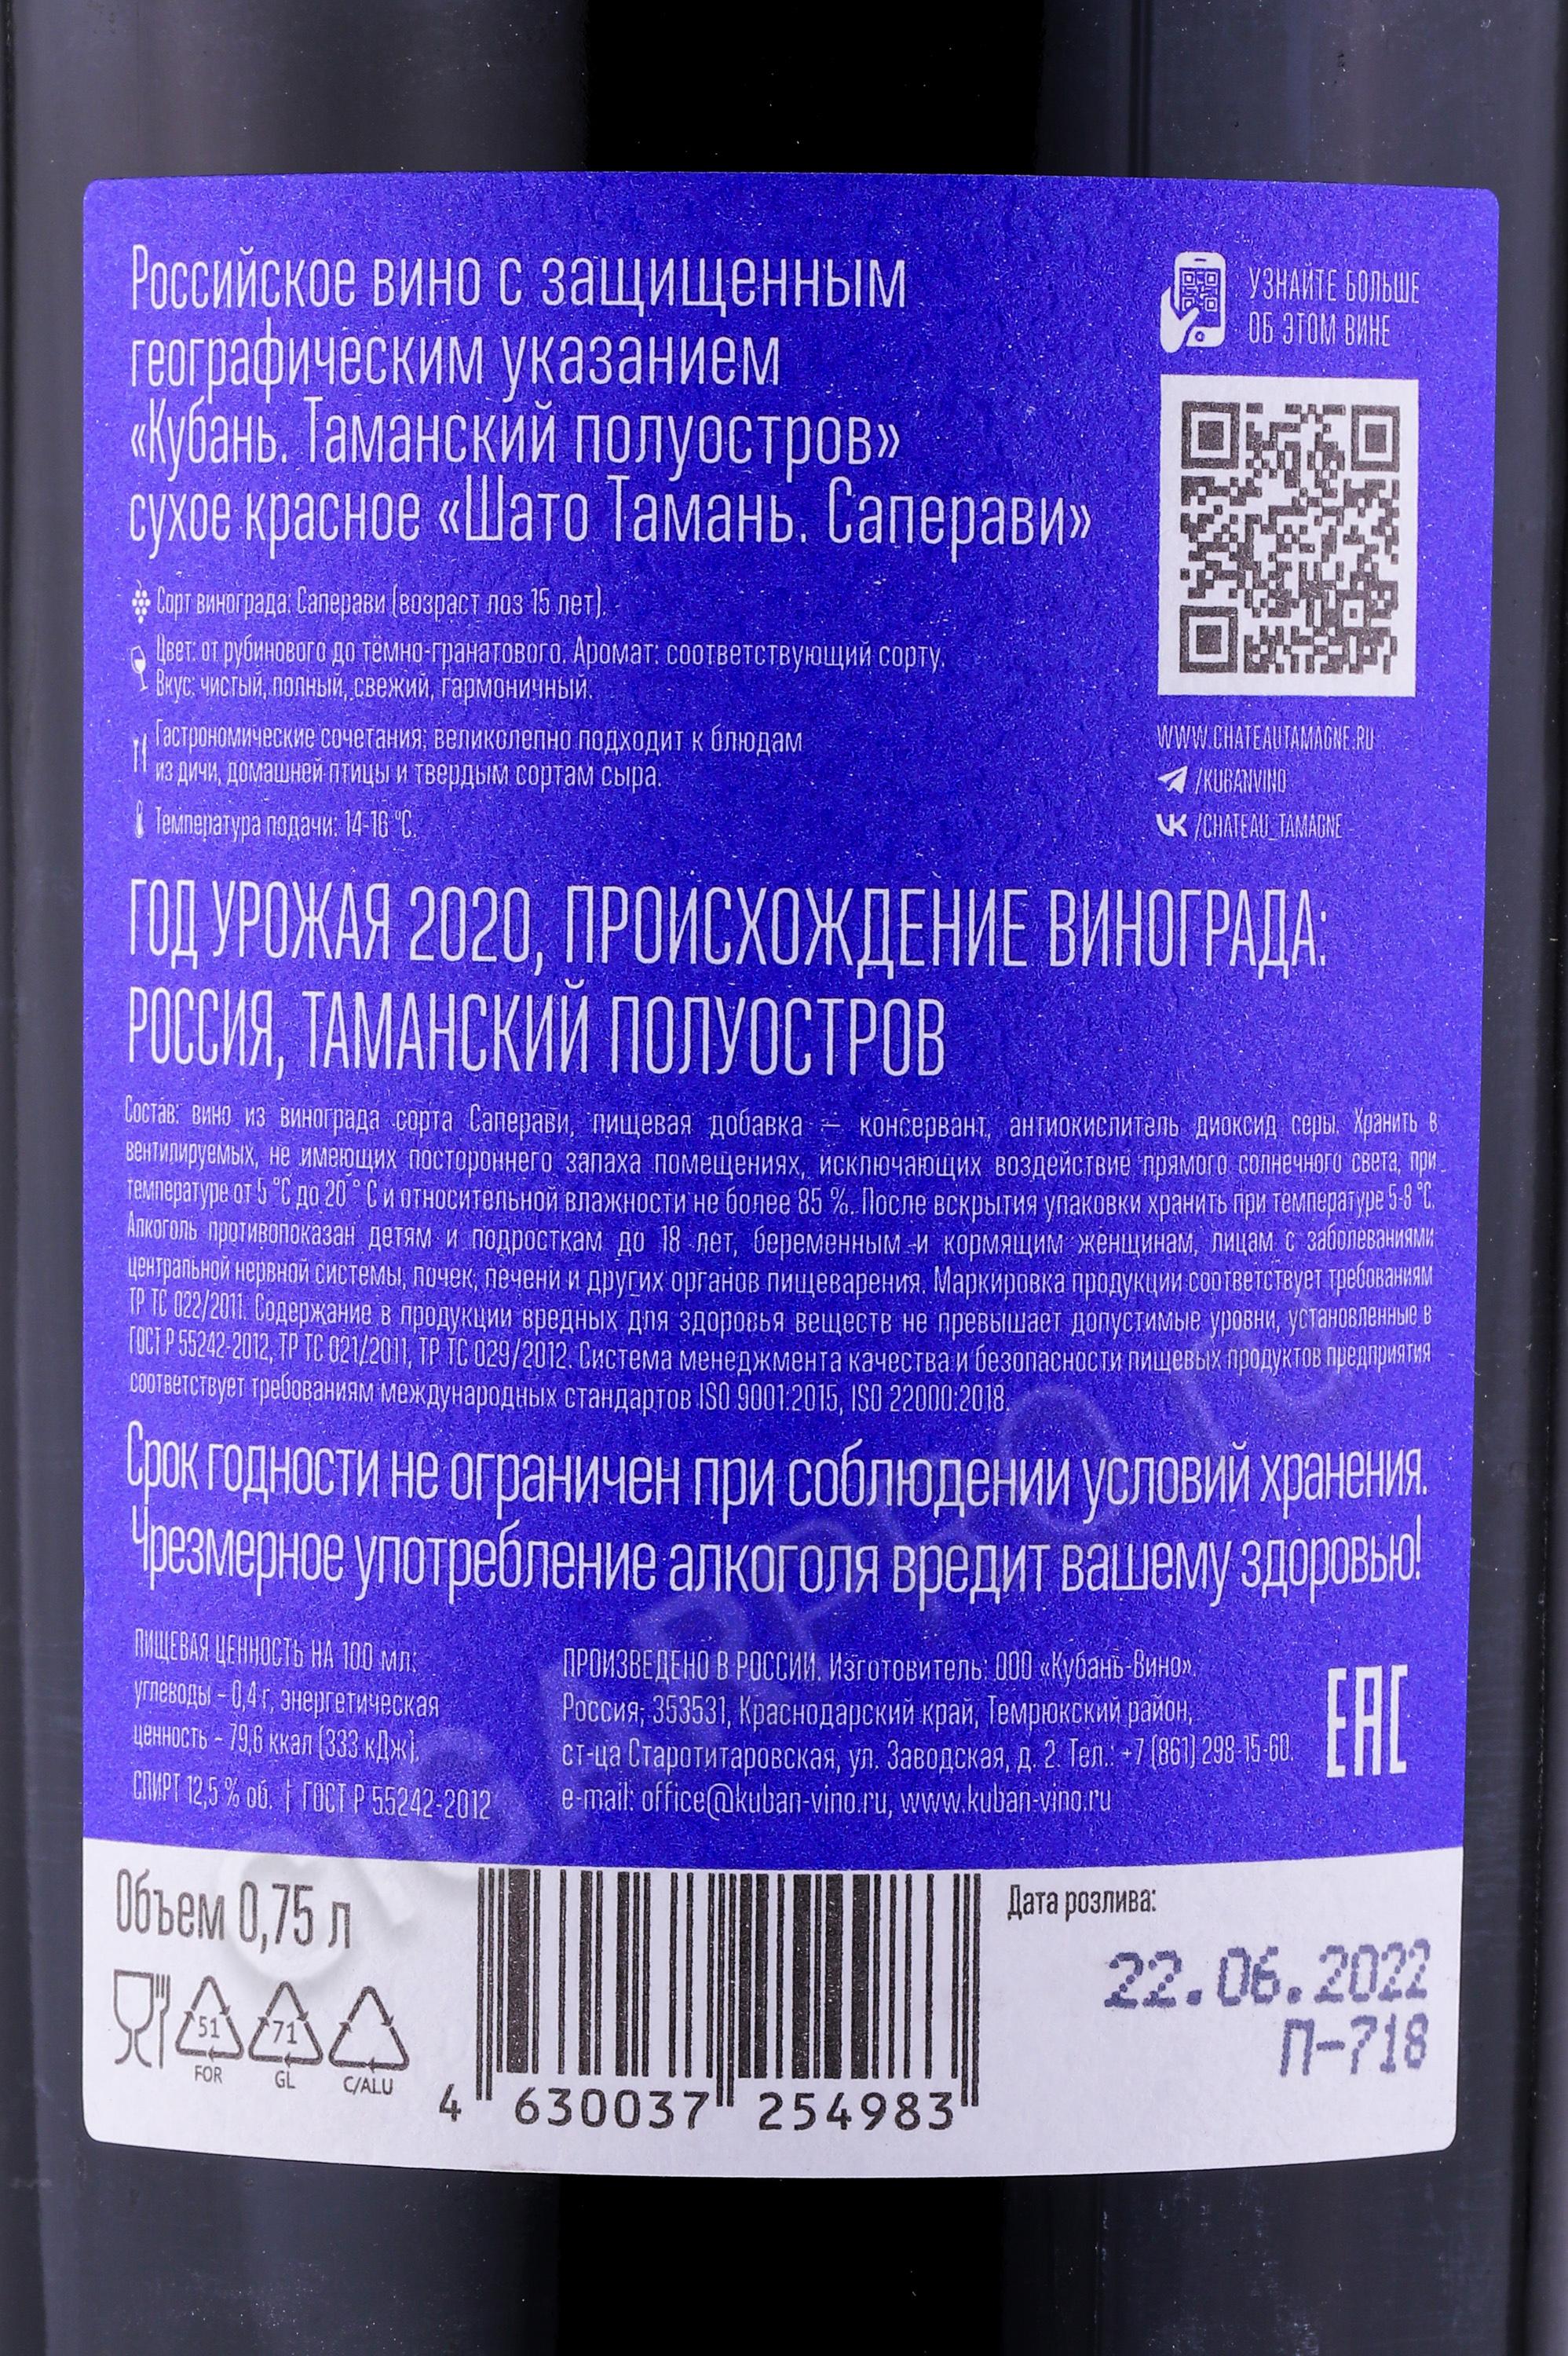 Российское вино с защищенным
географическим указанием
«Кубань. Таманский полуостров»
сухое красное «Шато Тамань. Саперави»
УЗНАЙТЕ БОЛЬШЕ
ОБ ЭТОМ ВИНЕ
Сорт винограда: Саперави (возраст лоз 15 лет).
Цвет: от рубинового до тёмно-гранатового. Аромат: соответствующий сорту.
Вкус: чистый, полный, свежий, гармоничный.
Гастрономические сочетания: великолепно подходит к блюдам
из дичи, домашней птицы и твердым сортам сыра.
Температура подачи: 14-16 °С.
WWW.CHATEAUTAMAGNE.RU
/KUBANVINO
VK /CHATEAU_TAMAGNE
ГОД УРОЖАЯ 2020, ПРОИСХОЖДЕНИЕ ВИНОГРАДА:
РОССИЯ, ТАМАНСКИЙ ПОЛУОСТРОВ
Состав: вино из винограда сорта Саперави, пищевая добавка – консервант, антиокислитель диоксид серы. Хранить в
вентилируемых, не имеющих постороннего запаха помещениях, исключающих воздействие прямого солнечного света, при
температуре от 5 °С до 20 ° С и относительной влажности не более 85 %. После вскрытия упаковки хранить при температуре 5-8 °С.
Алкоголь противопоказан детям и подросткам до 18 лет, беременным и кормящим женщинам, лицам с заболеваниями
центральной нервной системы, почек, печени и других органов пищеварения. Маркировка продукции соответствует требованиям
ТР ТС 022/2011. Содержание в продукции вредных для здоровья веществ не превышает допустимые уровни, установленные в
ГОСТ Р 55242-2012, ТР ТС 021/2011, ТР ТС 029/2012. Система менеджмента качества и безопасности пищевых продуктов предприятия
соответствует требованиям международных стандартов ISO 9001:2015, ISO 22000:2018.
Срок годности не ограничен при соблюдении условий хранения.
Чрезмерное употребление алкоголя вредит вашему здоровью!
ПИЩЕВАЯ ЦЕННОСТЬ НА 100 мл:
углеводы – 0,4 г, энергетическая
ценность – 79,6 ккал (333 кДж).
СПИРТ 12,5 % об. | ГОСТ Р 55242-2012
ПРОИЗВЕДЕНО В РОССИИ. Изготовитель: ООО «Кубань-Вино».
Россия, 353531, Краснодарский край, Темрюкский район,
ст-ца Старотитаровская, ул. Заводская, д. 2. Тел.: +7 (861) 298-15-60.
e-mail: office@kuban-vino.ru, www.kuban-vino.ru
EAC
CIGARPRO.RU
Объем 0,75 л
51
FOR
71
GL
C/ALU
4 630037 254983
Дата розлива:
22.06.2022
П-718